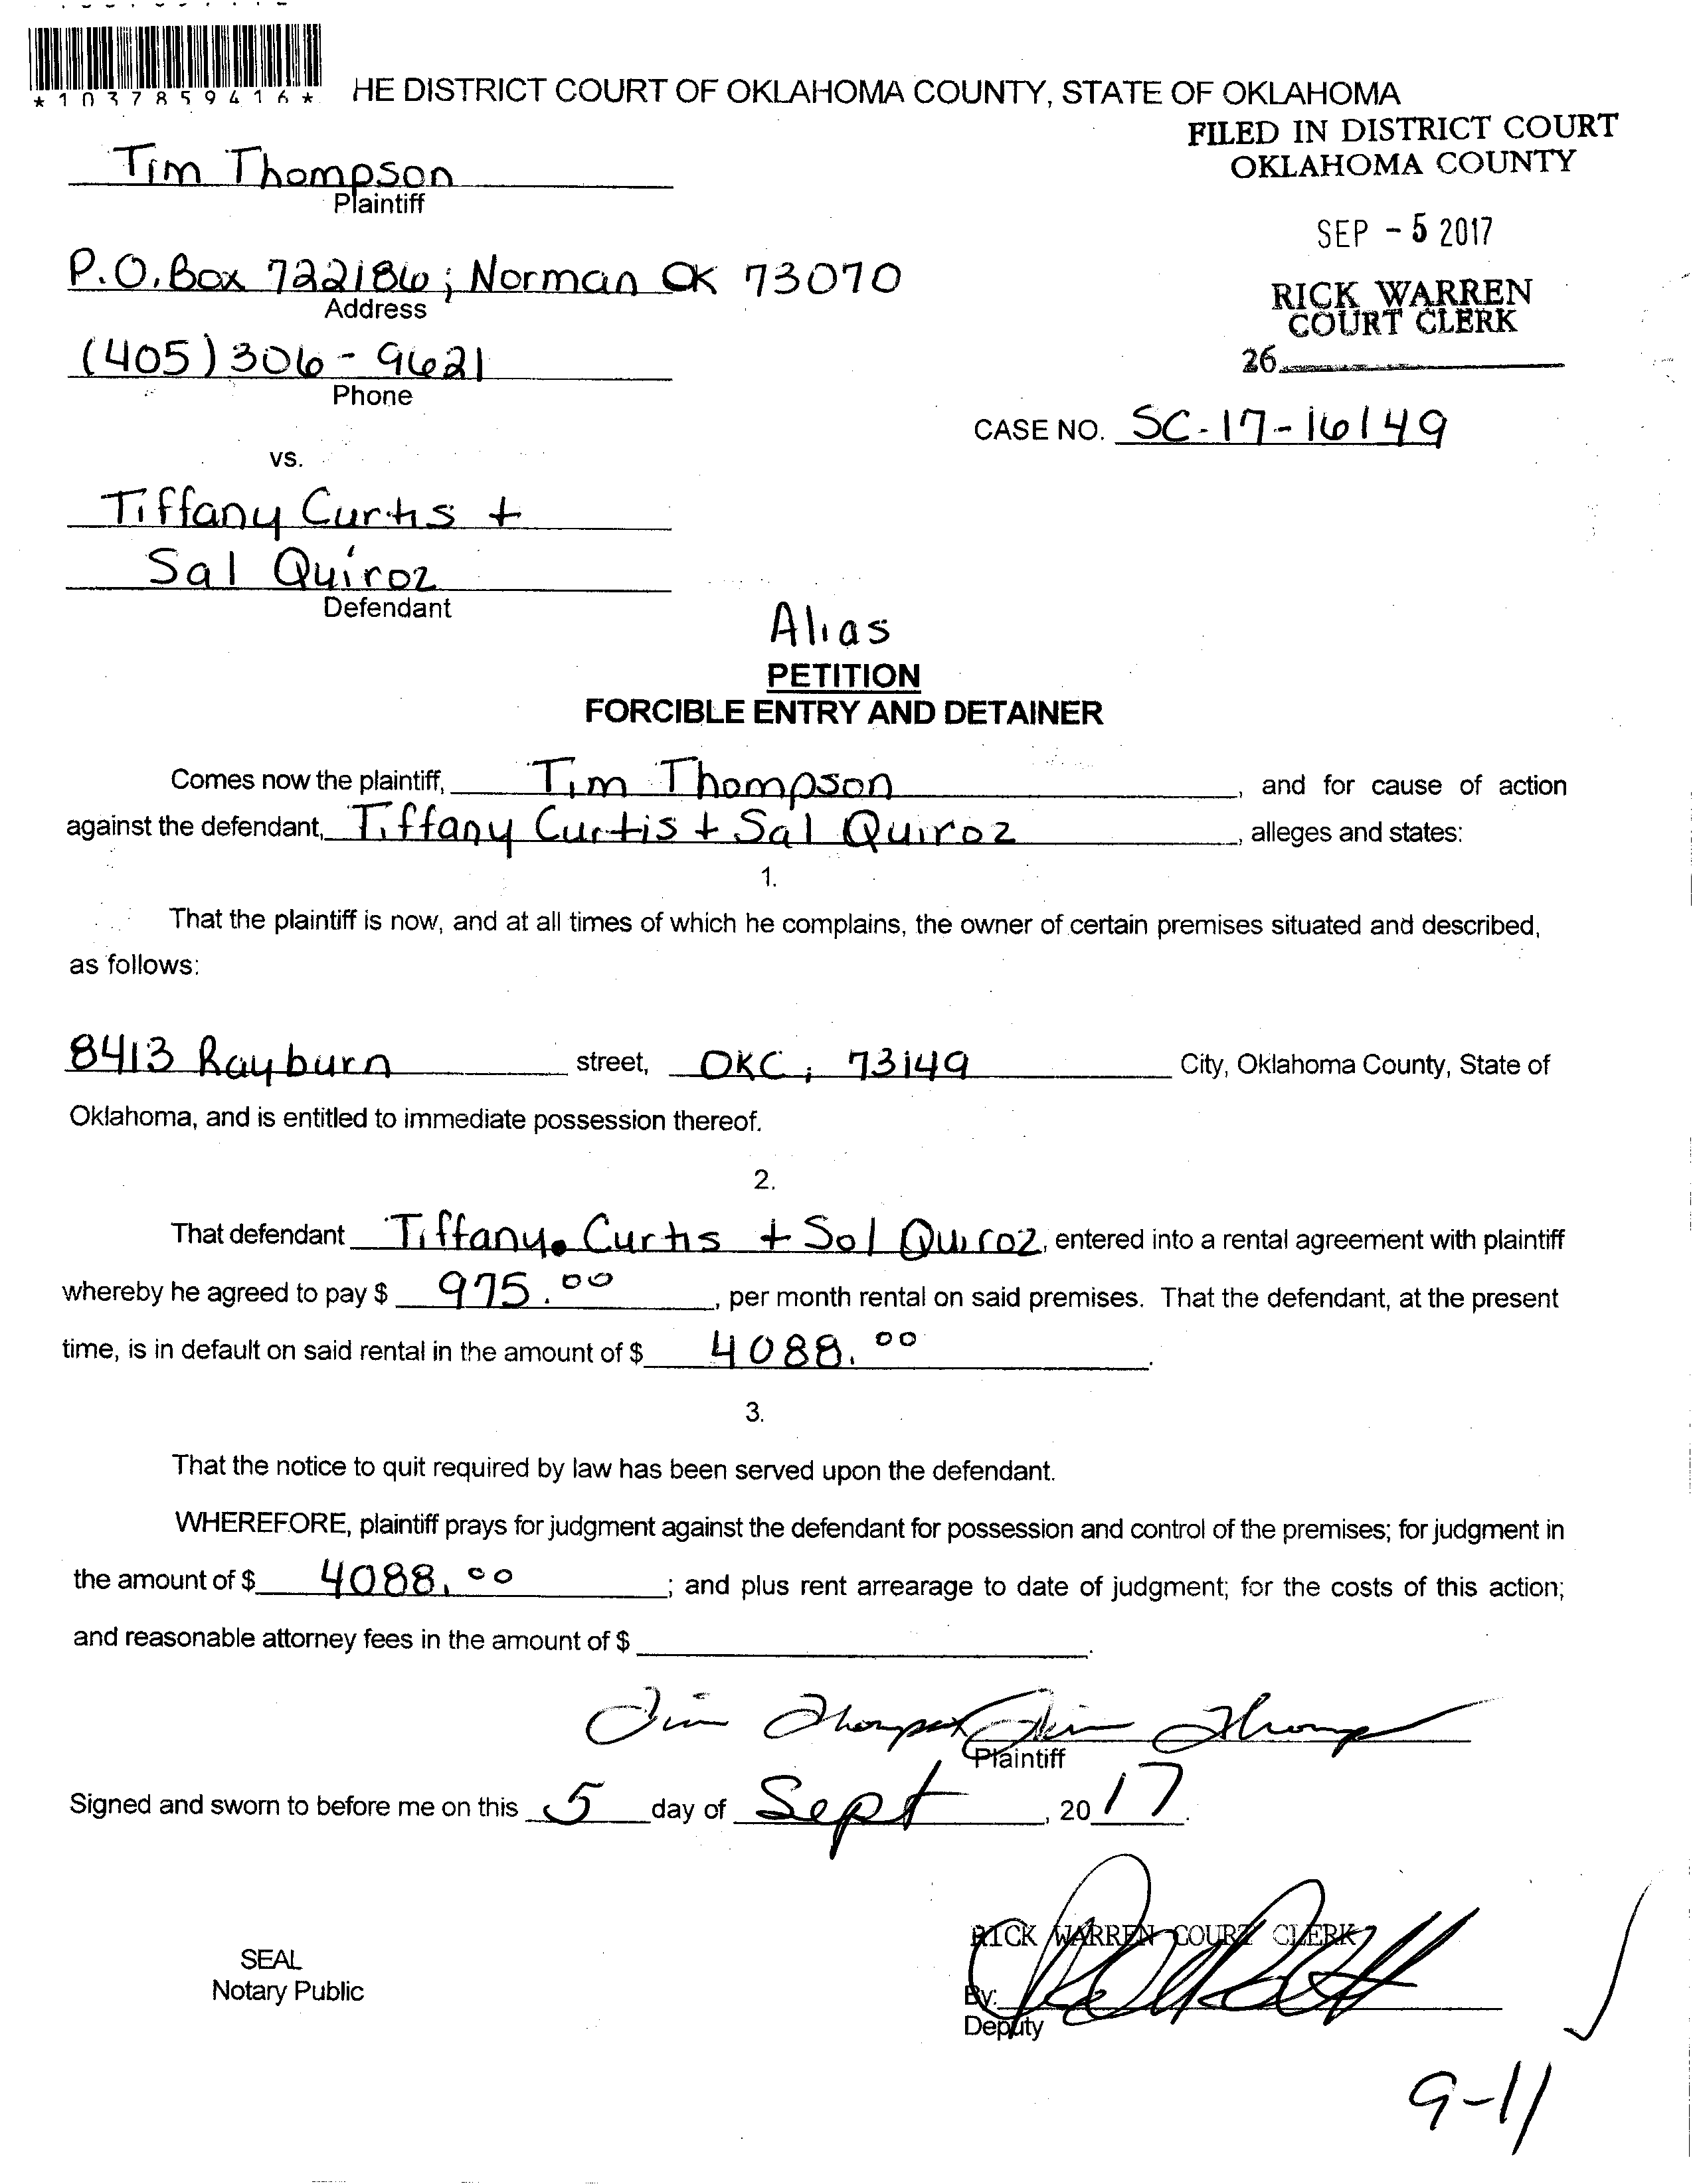 *1037859416*
HE DISTRICT COURT OF OKLAHOMA COUNTY, STATE OF OKLAHOMA
FILED IN DISTRICT COURT
OKLAHOMA COUNTY
Tim Thompson
Plaintiff
SEP - 5 2017
P.O. Box 722186; Norman OK 73070
Address
RICK WARREN
COURT CLERK
(405) 306-9621
Phone
26
CASE NO. SC-17-16149
vs.
Tiffany Curtis +
Sal Quiroz
Defendant
Alias
PETITION
FORCIBLE ENTRY AND DETAINER
Comes now the plaintiff, Tim Thompson, and for cause of action
against the defendant, Tiffany Curtis + Sal Quiroz, alleges and states:
1.
That the plaintiff is now, and at all times of which he complains, the owner of certain premises situated and described,
as follows:
8413 Rayburn street, OKC, 73149 City, Oklahoma County, State of
Oklahoma, and is entitled to immediate possession thereof.
2.
That defendant Tiffany Curtis + Sol Quiroz, entered into a rental agreement with plaintiff
whereby he agreed to pay $ 975.00, per month rental on said premises. That the defendant, at the present
time, is in default on said rental in the amount of $ 4088.00.
3.
That the notice to quit required by law has been served upon the defendant.
WHEREFORE, plaintiff prays for judgment against the defendant for possession and control of the premises; for judgment in
the amount of $ 4088.00; and plus rent arrearage to date of judgment; for the costs of this action;
and reasonable attorney fees in the amount of $ .
Tim Thompson Tim Thomp
Plaintiff
Signed and sworn to before me on this 5 day of Sept, 2017.
RICK WARREN COURT CLERK
SEAL
Notary Public
By:
Deputy
9-11